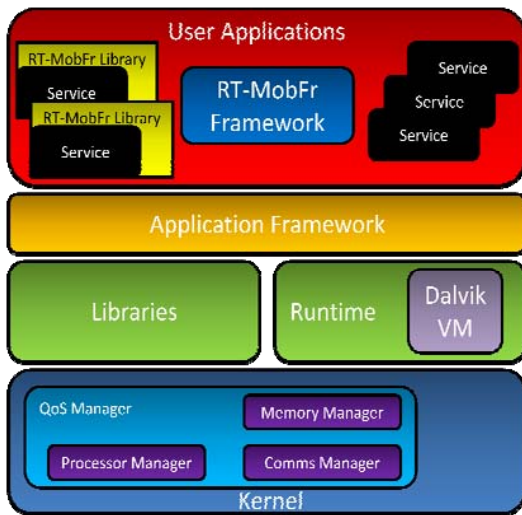 User Applications
RT-MobFr Library
Service
RT-MobFr Library
Service
RT-MobFr
Framework
Service
Service
Service
Application Framework
Libraries
Runtime
Dalvik
VM
QoS Manager
Memory Manager
Processor Manager
Comms Manager
Kernel